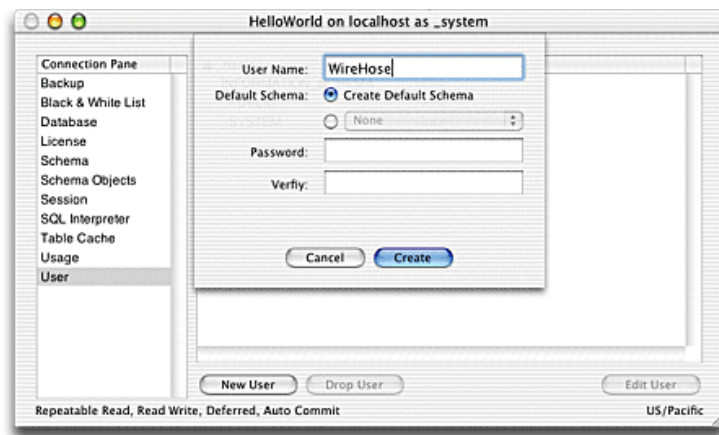 HelloWorld on localhost as _system
Connection Pane
Backup
Black & White List
Database
License
Schema
Schema Objects
Session
SQL Interpreter
Table Cache
Usage
User
User Name: WireHose
Default Schema: Create Default Schema
None
Password:
Verfiy:
Cancel Create
New User Drop User Edit User
Repeatable Read, Read Write, Deferred, Auto Commit US/Pacific